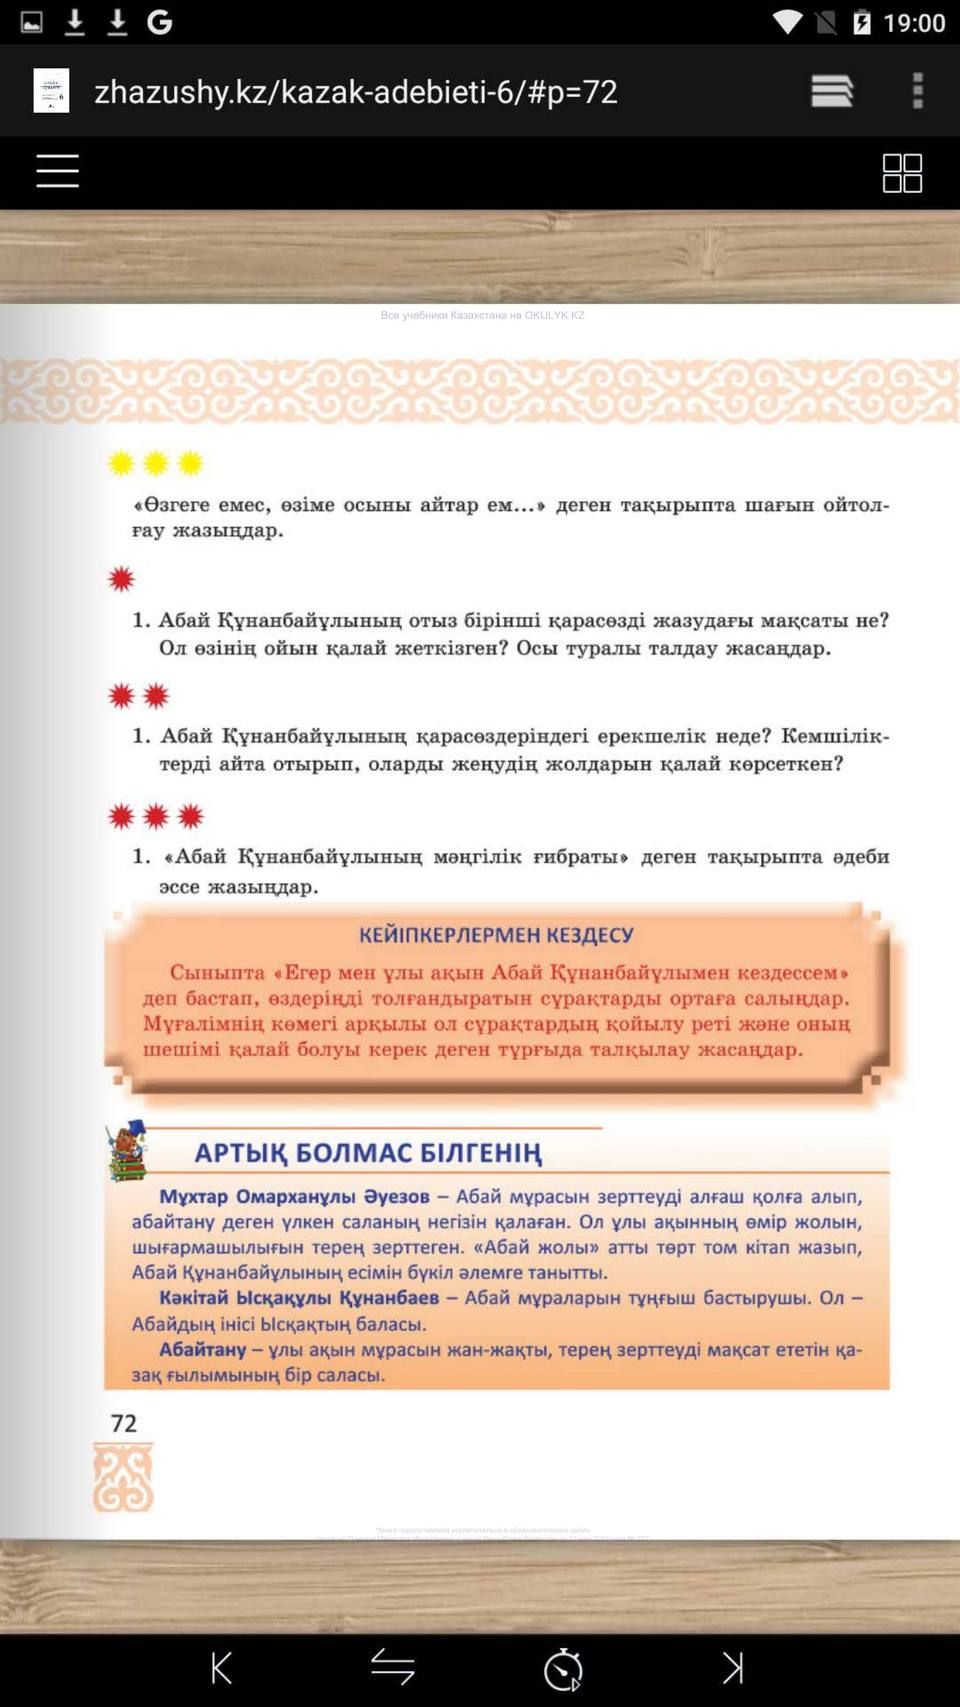 19:00
zhazushy.kz/kazak-adebieti-6/#p=72
Все учебники Казахстана на OKULYK.KZ
«Өзгеге емес, өзіме осыны айтар ем...» деген тақырыпта шағын ойтол-
ғау жазыңдар.
1. Абай Құнанбайұлының отыз бірінші қарасөзді жазудағы мақсаты не?
Ол өзінің ойын қалай жеткізген? Осы туралы талдау жасаңдар.
1. Абай Құнанбайұлының қарасөздеріндегі ерекшелік неде? Кемшілік-
терді айта отырып, оларды жеңудің жолдарын қалай көрсеткен?
1. «Абай Құнанбайұлының мәңгілік ғибраты» деген тақырыпта әдеби
эссе жазыңдар.
КЕЙІПКЕРЛЕРМЕН КЕЗДЕСУ
Сыныпта «Егер мен ұлы ақын Абай Құнанбайұлымен кездессем»
деп бастап, өздеріңді толғандыратын сұрақтарды ортаға салыңдар.
Мұғалімнің көмегі арқылы ол сұрақтардың қойылу реті және оның
шешімі қалай болуы керек деген тұрғыда талқылау жасаңдар.
АРТЫҚ БОЛМАС БІЛГЕНІҢ
Мұхтар Омарханұлы Әуезов – Абай мұрасын зерттеуді алғаш қолға алып,
абайтану деген үлкен саланың негізін қалаған. Ол ұлы ақынның өмір жолын,
шығармашылығын терең зерттеген. «Абай жолы» атты төрт том кітап жазып,
Абай Құнанбайұлының есімін бүкіл әлемге танытты.
Кәкітай Ысқақұлы Құнанбаев – Абай мұраларын тұңғыш бастырушы. Ол –
Абайдың інісі Ысқақтың баласы.
Абайтану – ұлы ақын мұрасын жан-жақты, терең зерттеуді мақсат ететін қа-
зақ ғылымының бір саласы.
72
*Книга предоставлена исключительно в образовательных целях